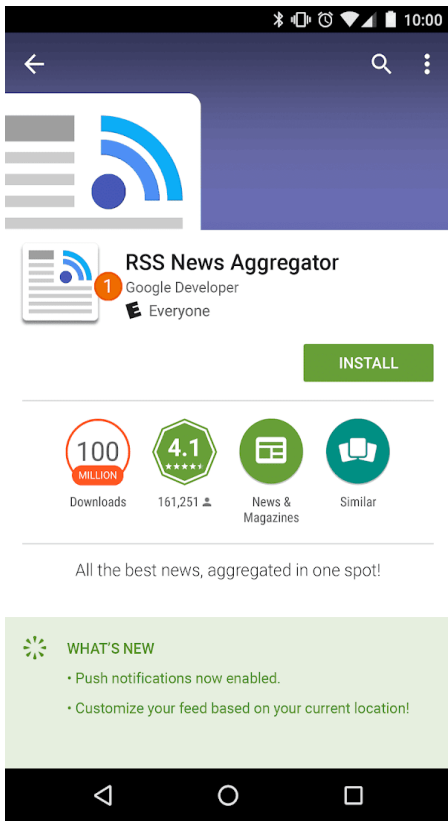 10:00
RSS News Aggregator
1
Google Developer
E Everyone
INSTALL
100
MILLION
4.1
Downloads
161,251
News &
Magazines
Similar
All the best news, aggregated in one spot!
WHAT'S NEW
• Push notifications now enabled.
• Customize your feed based on your current location!